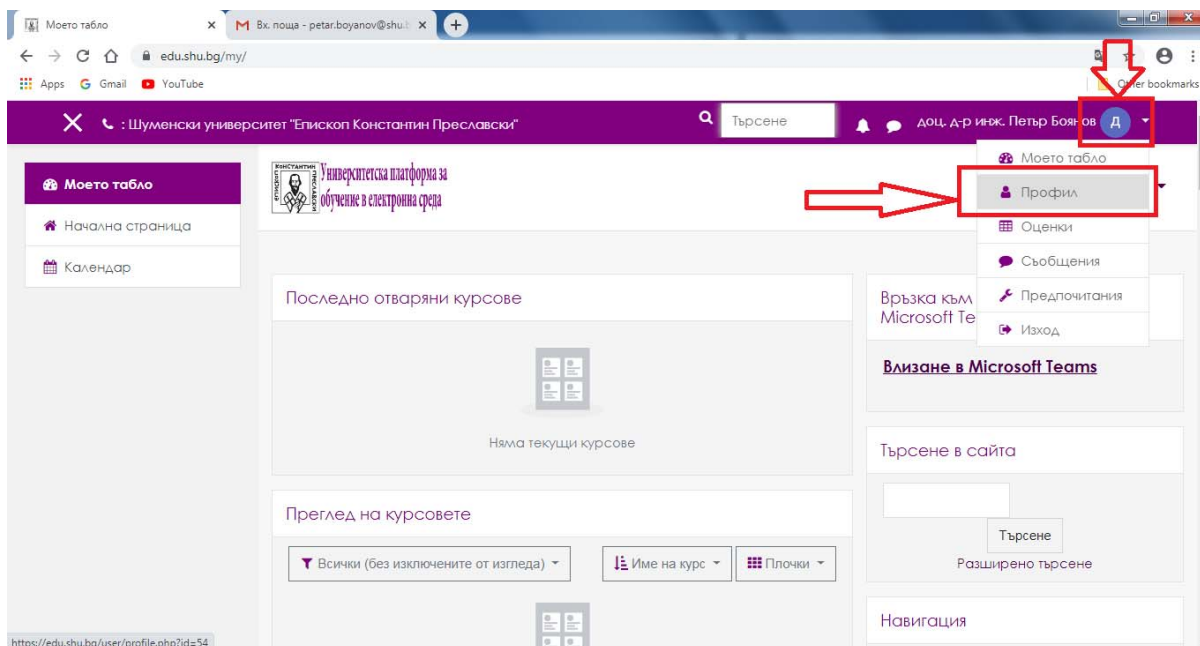 Моето табло
Вх. поща - petar.boyanov@shu.b
edu.shu.bg/my/
Apps
Gmail
YouTube
Other bookmarks
: Шуменски университет "Епископ Константин Преславски"
Търсене
доц. д-р инж. Петър Боянов
Д
Моето табло
Профил
Оценки
Съобщения
Предпочитания
Изход
Моето табло
Начална страница
Календар
Университетска платформа за
обучение в електронна среда
Последно отваряни курсове
Няма текущи курсове
Преглед на курсовете
Всички (без изключените от изгледа)
Име на курс
Плочки
Връзка към
Microsoft Te
Влизане в Microsoft Teams
Търсене в сайта
Търсене
Разширено търсене
Навигация
https://edu.shu.bg/user/profile.php?id=54